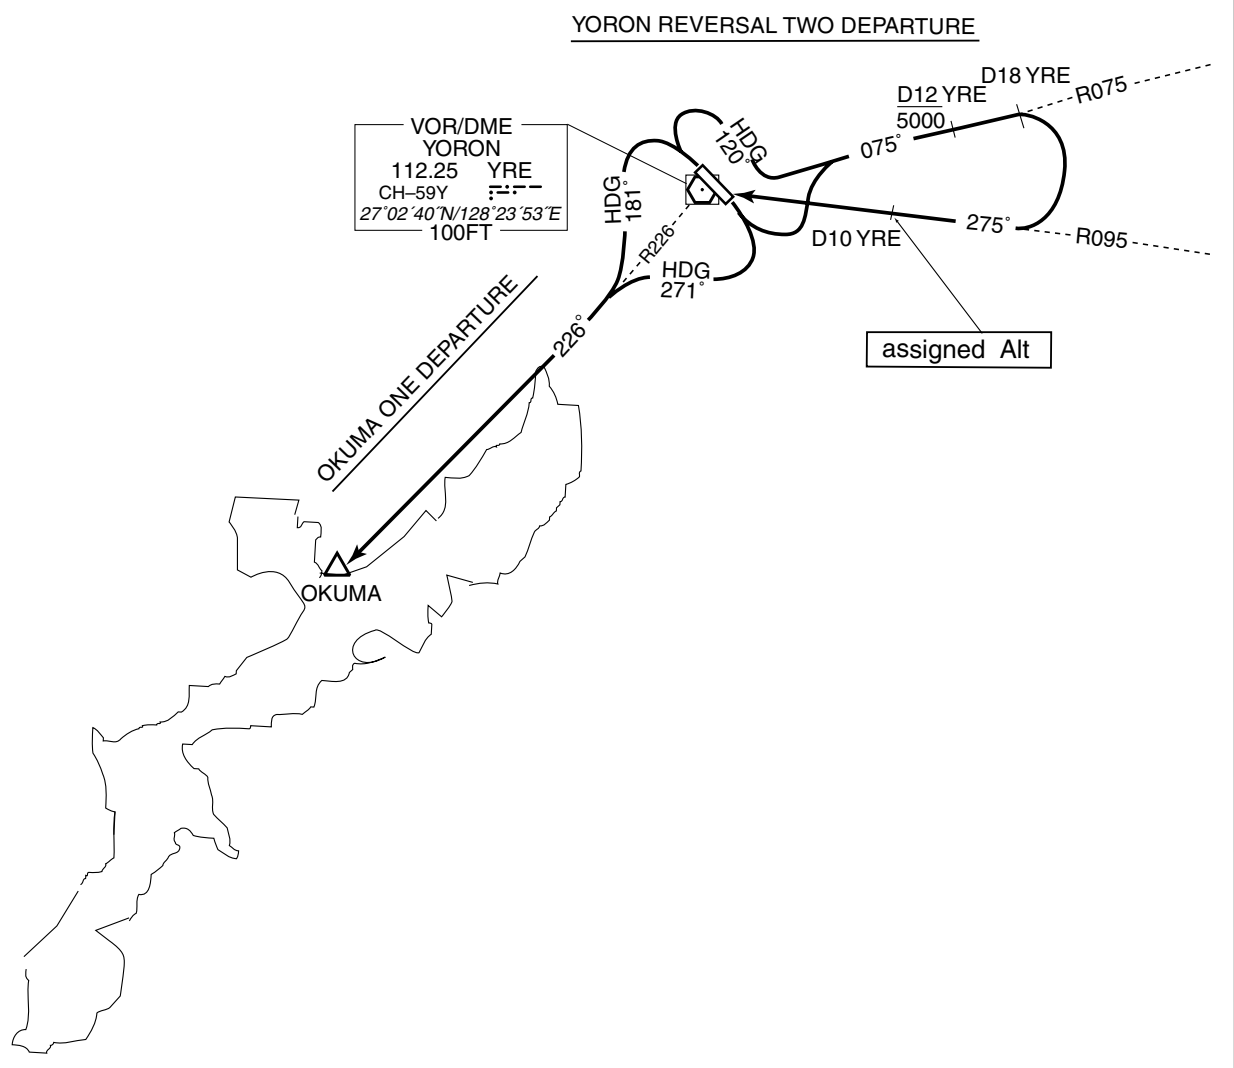 YORON REVERSAL TWO DEPARTURE
D18 YRE
R075
D12 YRE
5000
075°
HDG
120°
VOR/DME
YORON
112.25 YRE
CH–59Y
27°02´40˝N/128°23´53˝E
100FT
HDG
181°
R226
HDG
271°
D10 YRE
275°
R095
assigned Alt
226°
OKUMA ONE DEPARTURE
OKUMA